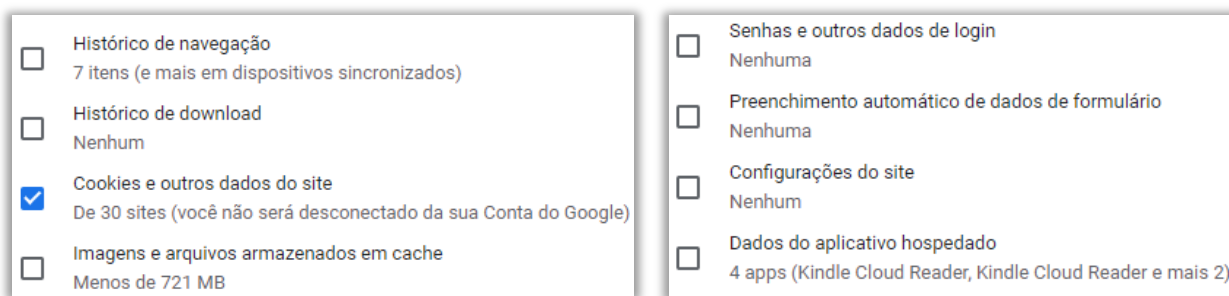 Histórico de navegação
7 itens (e mais em dispositivos sincronizados)
Histórico de download
Nenhum
Cookies e outros dados do site
De 30 sites (você não será desconectado da sua Conta do Google)
Imagens e arquivos armazenados em cache
Menos de 721 MB
Senhas e outros dados de login
Nenhuma
Preenchimento automático de dados de formulário
Nenhuma
Configurações do site
Nenhum
Dados do aplicativo hospedado
4 apps (Kindle Cloud Reader, Kindle Cloud Reader e mais 2)